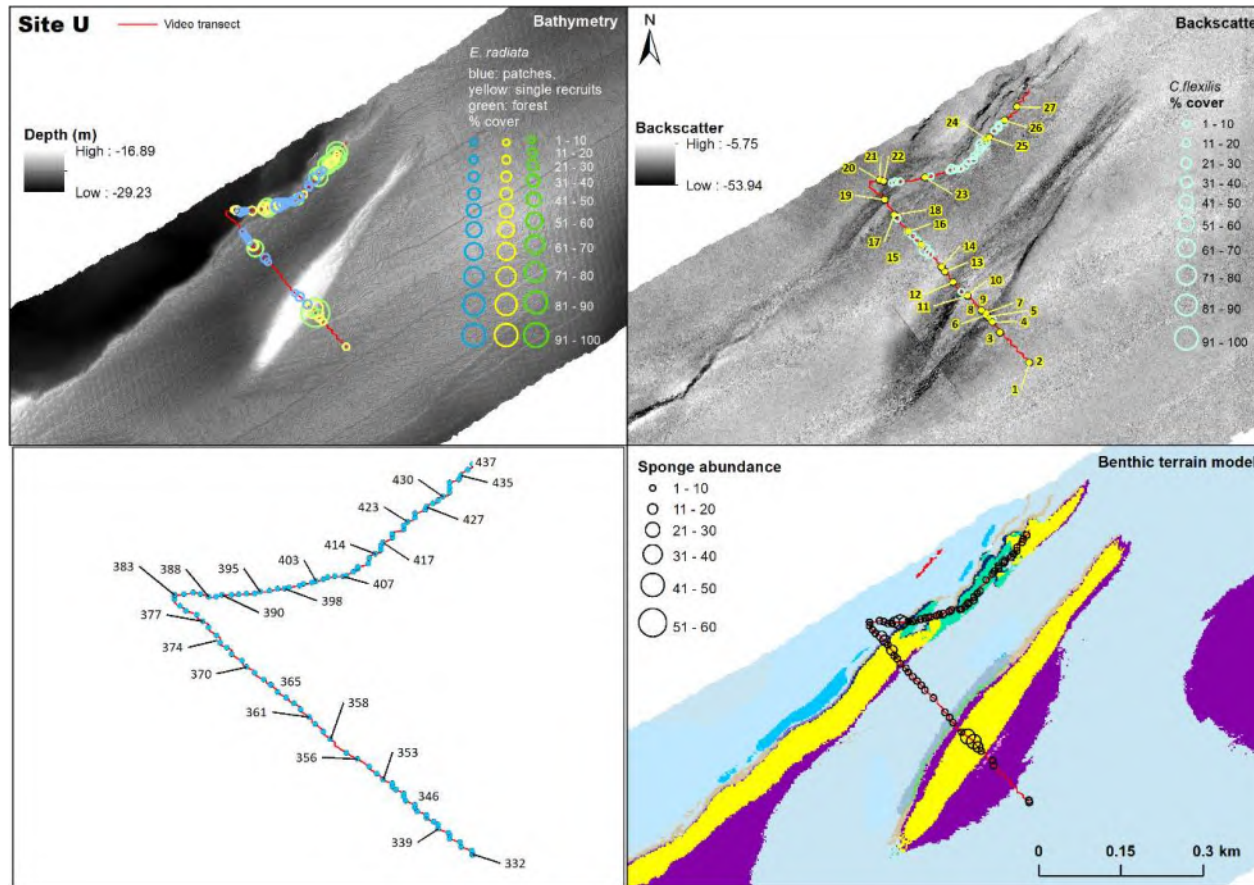 Site U
Video transect
Bathymetry
E. radiata
blue: patches,
yellow: single recruits
green: forest
% cover
Depth (m)
High : -16.89
Low : -29.23
1 - 10
11 - 20
21 - 30
31 - 40
41 - 50
51 - 60
61 - 70
71 - 80
81 - 90
91 - 100
N
Backscatter
C.flexilis
% cover
Backscatter
High : -5.75
Low : -53.94
1 - 10
11 - 20
21 - 30
31 - 40
41 - 50
51 - 60
61 - 70
71 - 80
81 - 90
91 - 100
27
24
26
25
21
22
20
23
19
18
17
16
15
14
13
12
10
11
9
7
8
5
6
4
3
2
1
437
435
430
427
423
414
417
403
407
395
398
388
390
383
377
374
370
365
361
358
356
353
346
339
332
Sponge abundance
1 - 10
11 - 20
21 - 30
31 - 40
41 - 50
51 - 60
Benthic terrain model
0
0.15
0.3 km